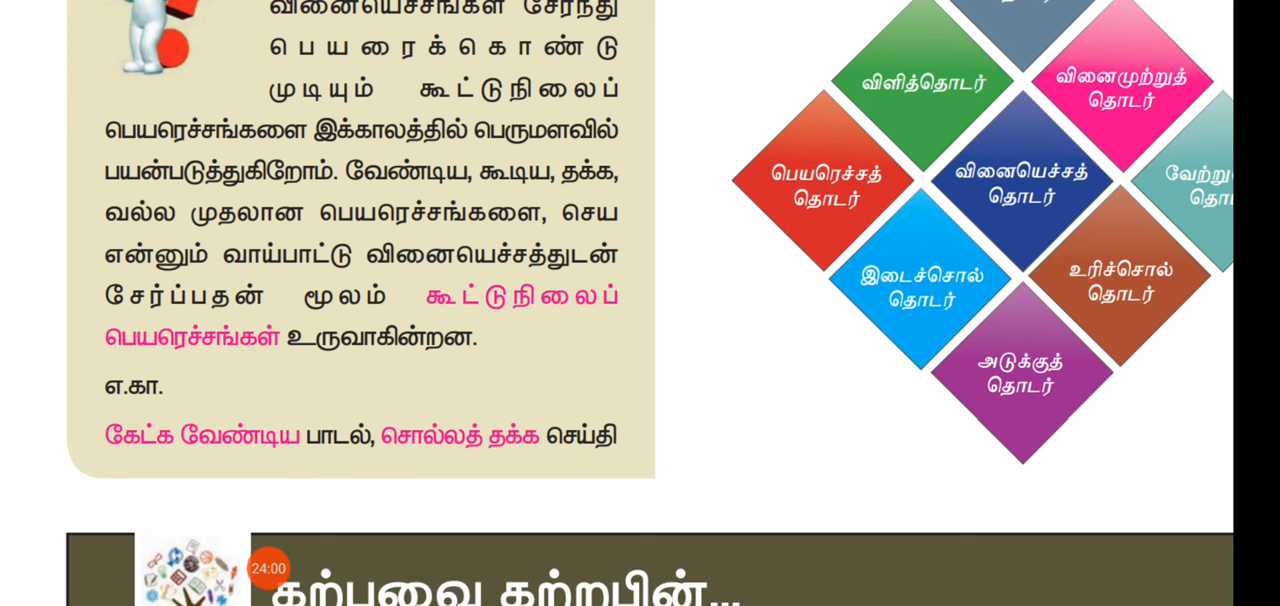 வினையெச்சங்கள் சேர்ந்து
பெயரைக்கொண்டு
முடியும் கூட்டுநிலைப்
பெயரெச்சங்களை இக்காலத்தில் பெருமளவில்
பயன்படுத்துகிறோம். வேண்டிய, கூடிய, தக்க,
வல்ல முதலான பெயரெச்சங்களை, செய
என்னும் வாய்பாட்டு வினையெச்சத்துடன்
சேர்ப்பதன் மூலம் கூட்டுநிலைப்
பெயரெச்சங்கள் உருவாகின்றன.
எ.கா.
கேட்க வேண்டிய பாடல், சொல்லத் தக்க செய்தி
விளித்தொடர்
வினைமுற்றுத்
தொடர்
பெயரெச்சத்
தொடர்
வினையெச்சத்
தொடர்
இடைச்சொல்
தொடர்
உரிச்சொல்
தொடர்
அடுக்குத்
தொடர்
24:00
கற்பவை கற்றபின்...